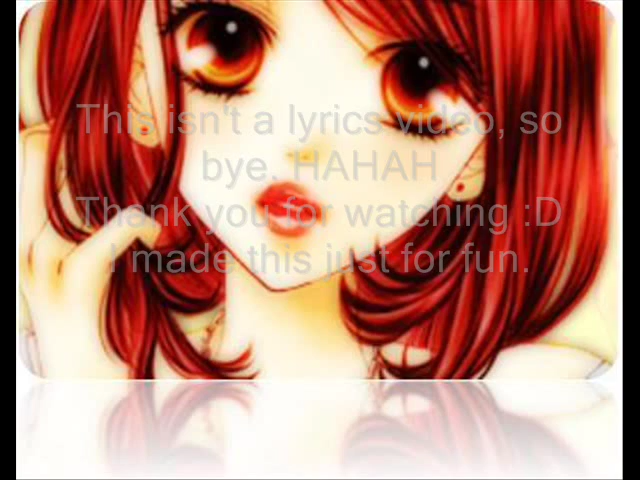 This isn't a lyrics video, so
bye. HAHAH
Thank you for watching :D
I made this just for fun.